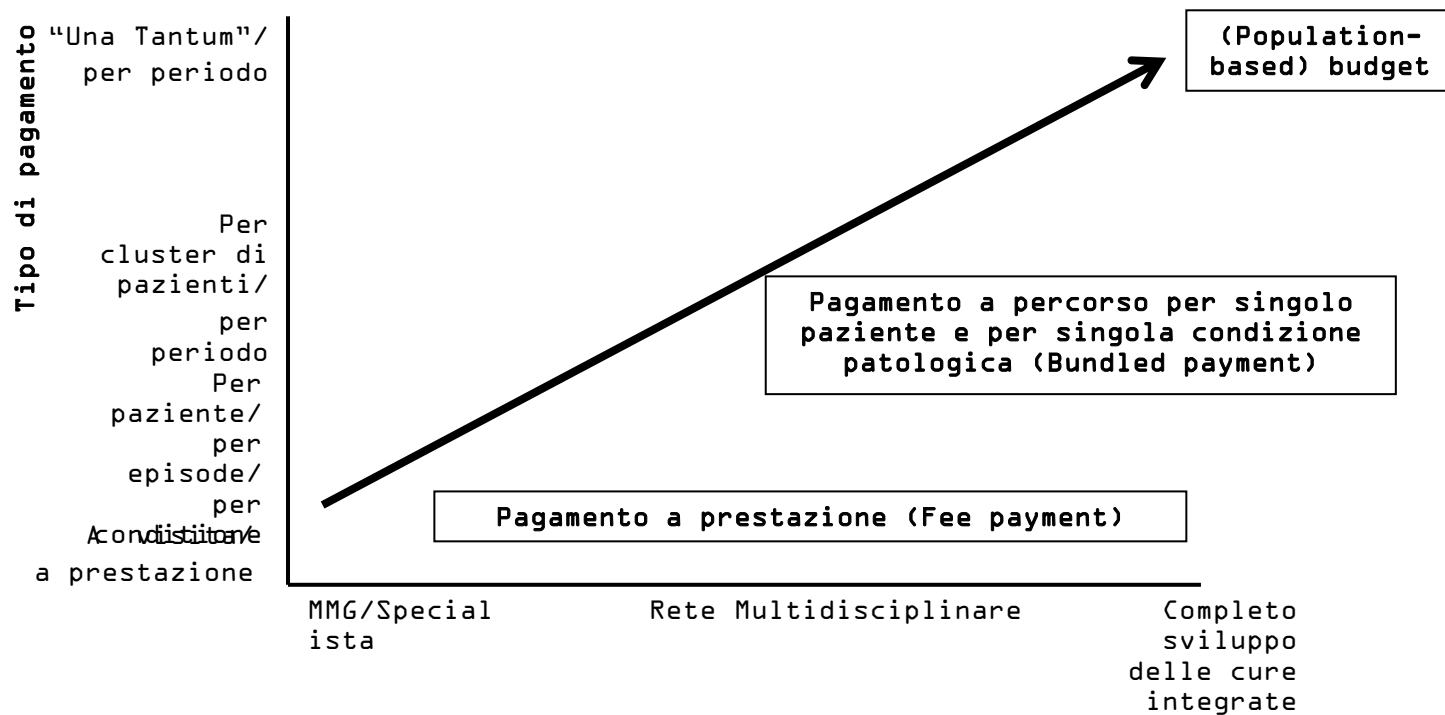 Tipo di pagamento
“Una Tantum”/
per periodo
Per
cluster di
pazienti/
per
periodo
Per
paziente/
per
episode/
per
condizione
A visita/
a prestazione
(Population-
based) budget
Pagamento a percorso per singolo
paziente e per singola condizione
patologica (Bundled payment)
Pagamento a prestazione (Fee payment)
MMG/Special
ista
Rete Multidisciplinare
Completo
sviluppo
delle cure
integrate